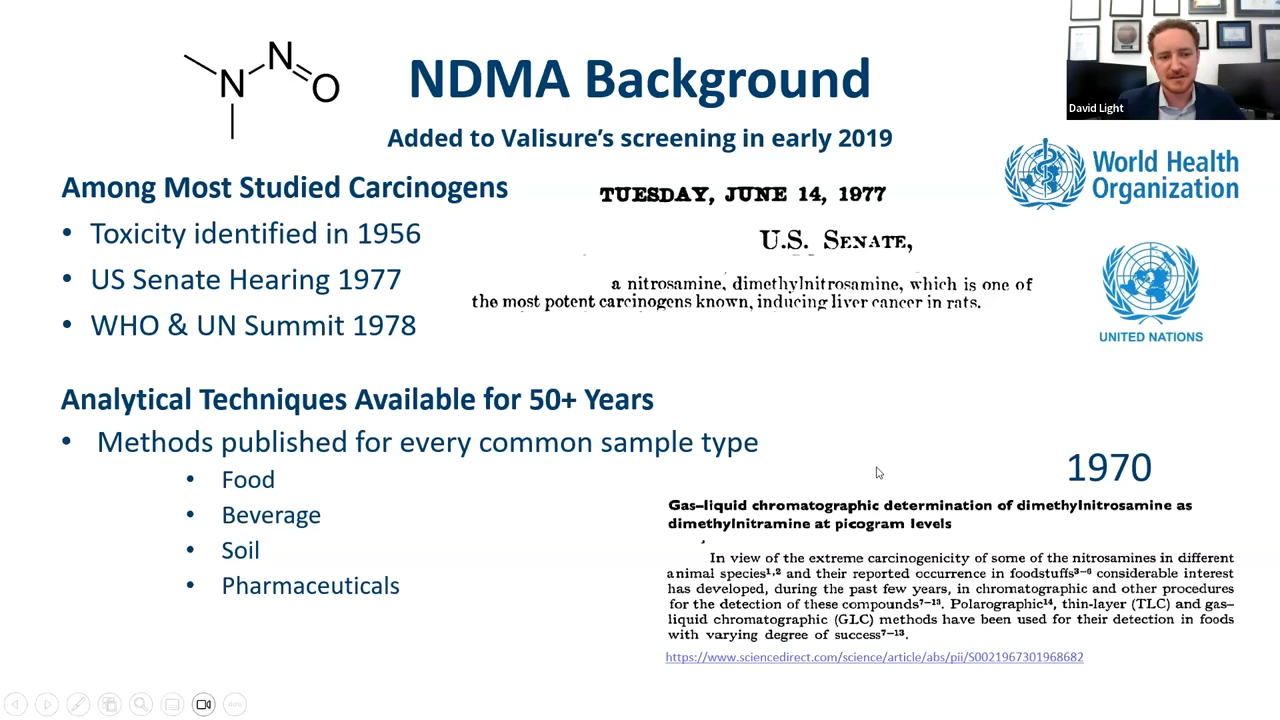 N
N
O
NDMA Background
David Light
Added to Valisure's screening in early 2019
World Health
Organization
Among Most Studied Carcinogens
TUESDAY, JUNE 14, 1977
• Toxicity identified in 1956
U.S. SENATE,
• US Senate Hearing 1977
a nitrosamine, dimethylnitrosamine, which is one of
the most potent carcinogens known, inducing liver cancer in rats.
• WHO & UN Summit 1978
UNITED NATIONS
Analytical Techniques Available for 50+ Years
• Methods published for every common sample type
• Food
• Beverage
• Soil
• Pharmaceuticals
1970
Gas–liquid chromatographic determination of dimethylnitrosamine as
dimethylnitramine at picogram levels
In view of the extreme carcinogenicity of some of the nitrosamines in different
animal species1,2 and their reported occurrence in foodstuffs3–6 considerable interest
has developed, during the past few years, in chromatographic and other procedures
for the detection of these compounds7–13. Polarographic14, thin-layer (TLC) and gas–
liquid chromatographic (GLC) methods have been used for their detection in foods
with varying degree of success7–13.
https://www.sciencedirect.com/science/article/abs/pii/S0021967301968682